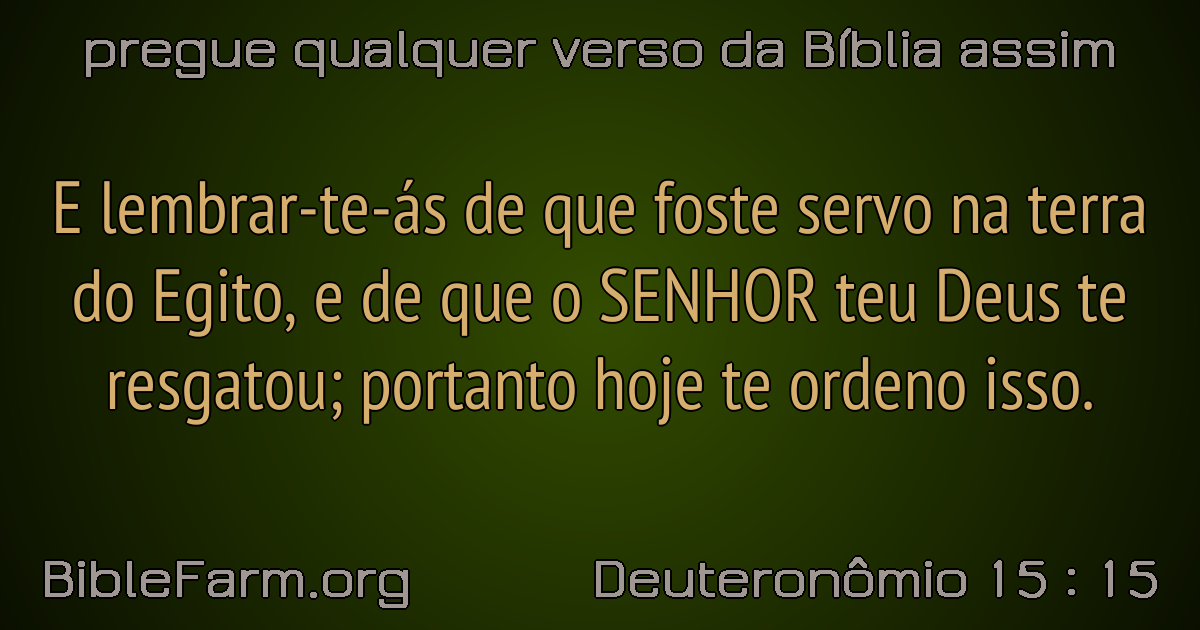 pregue qualquer verso da Bíblia assim
E lembrar-te-ás de que foste servo na terra
do Egito, e de que o SENHOR teu Deus te
resgatou; portanto hoje te ordeno isso.
BibleFarm.org
Deuteronômio 15 : 15